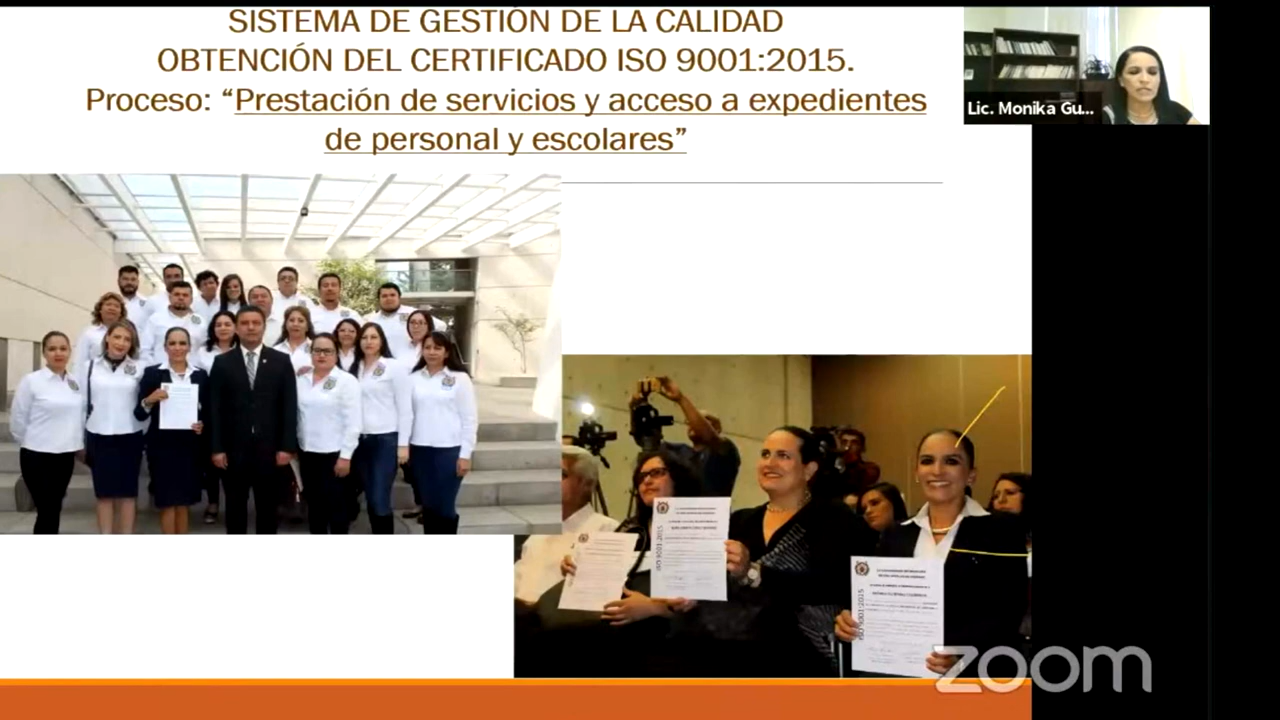 SISTEMA DE GESTIÓN DE LA CALIDAD
OBTENCIÓN DEL CERTIFICADO ISO 9001:2015.
Proceso: “Prestación de servicios y acceso a expedientes
de personal y escolares”
Lic. Monika Gu...
ISO 9001:2015
ISO 9001:2015
zoom